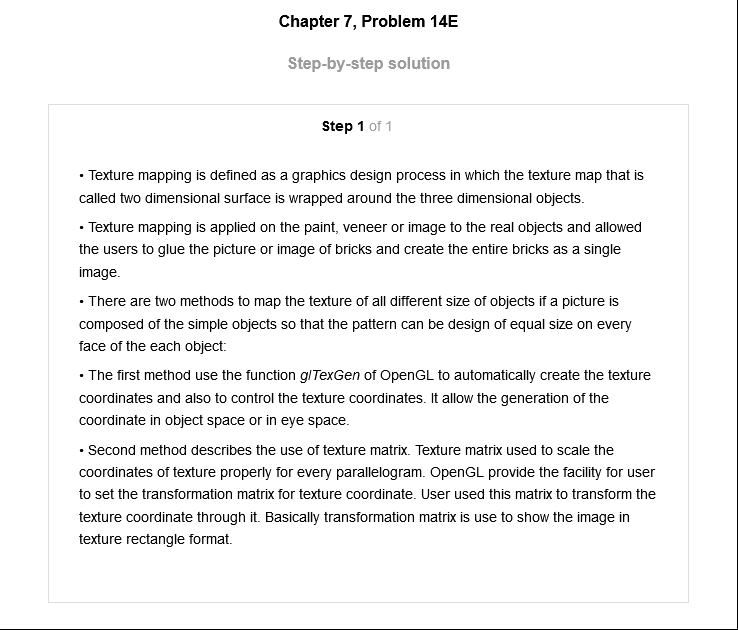 Chapter 7, Problem 14E
Step-by-step solution
Step 1 of 1
• Texture mapping is defined as a graphics design process in which the texture map that is
called two dimensional surface is wrapped around the three dimensional objects.
• Texture mapping is applied on the paint, veneer or image to the real objects and allowed
the users to glue the picture or image of bricks and create the entire bricks as a single
image.
• There are two methods to map the texture of all different size of objects if a picture is
composed of the simple objects so that the pattern can be design of equal size on every
face of the each object:
• The first method use the function glTexGen of OpenGL to automatically create the texture
coordinates and also to control the texture coordinates. It allow the generation of the
coordinate in object space or in eye space.
• Second method describes the use of texture matrix. Texture matrix used to scale the
coordinates of texture properly for every parallelogram. OpenGL provide the facility for user
to set the transformation matrix for texture coordinate. User used this matrix to transform the
texture coordinate through it. Basically transformation matrix is use to show the image in
texture rectangle format.